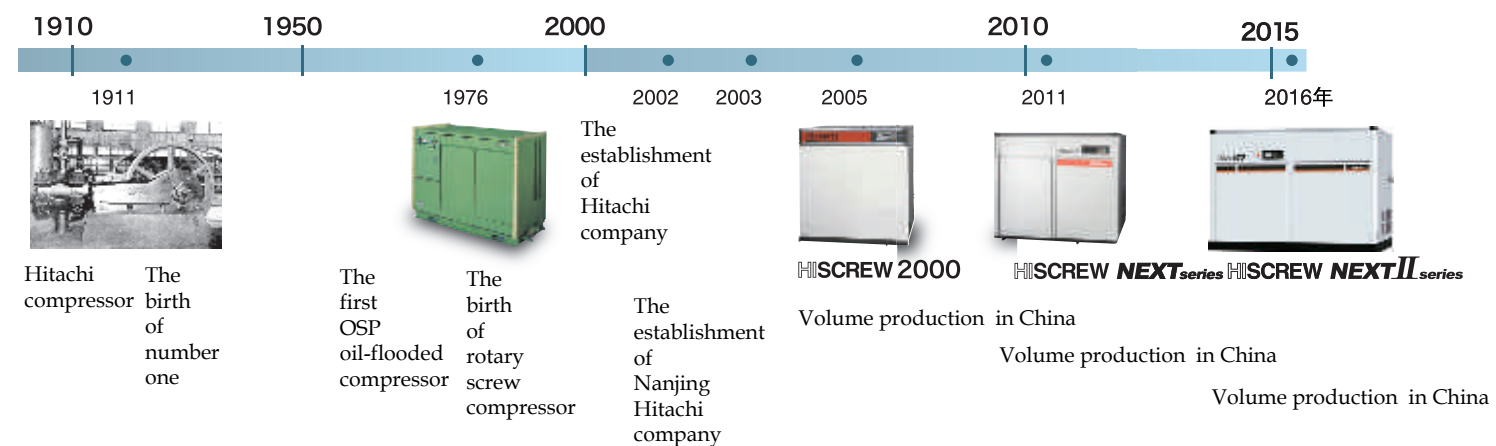 1910
1950
2000
2010
2015
1911
1976
2002
2003
2005
2011
2016年
Hitachi
compressor
The
birth
of
number
one
The
first
OSP
oil-flooded
compressor
The
birth
of
rotary
screw
compressor
The
establishment
of
Hitachi
company
The
establishment
of
Nanjing
Hitachi
company
HISCREW 2000
Volume production in China
HISCREW NEXT series
Volume production in China
HISCREW NEXT II series
Volume production in China